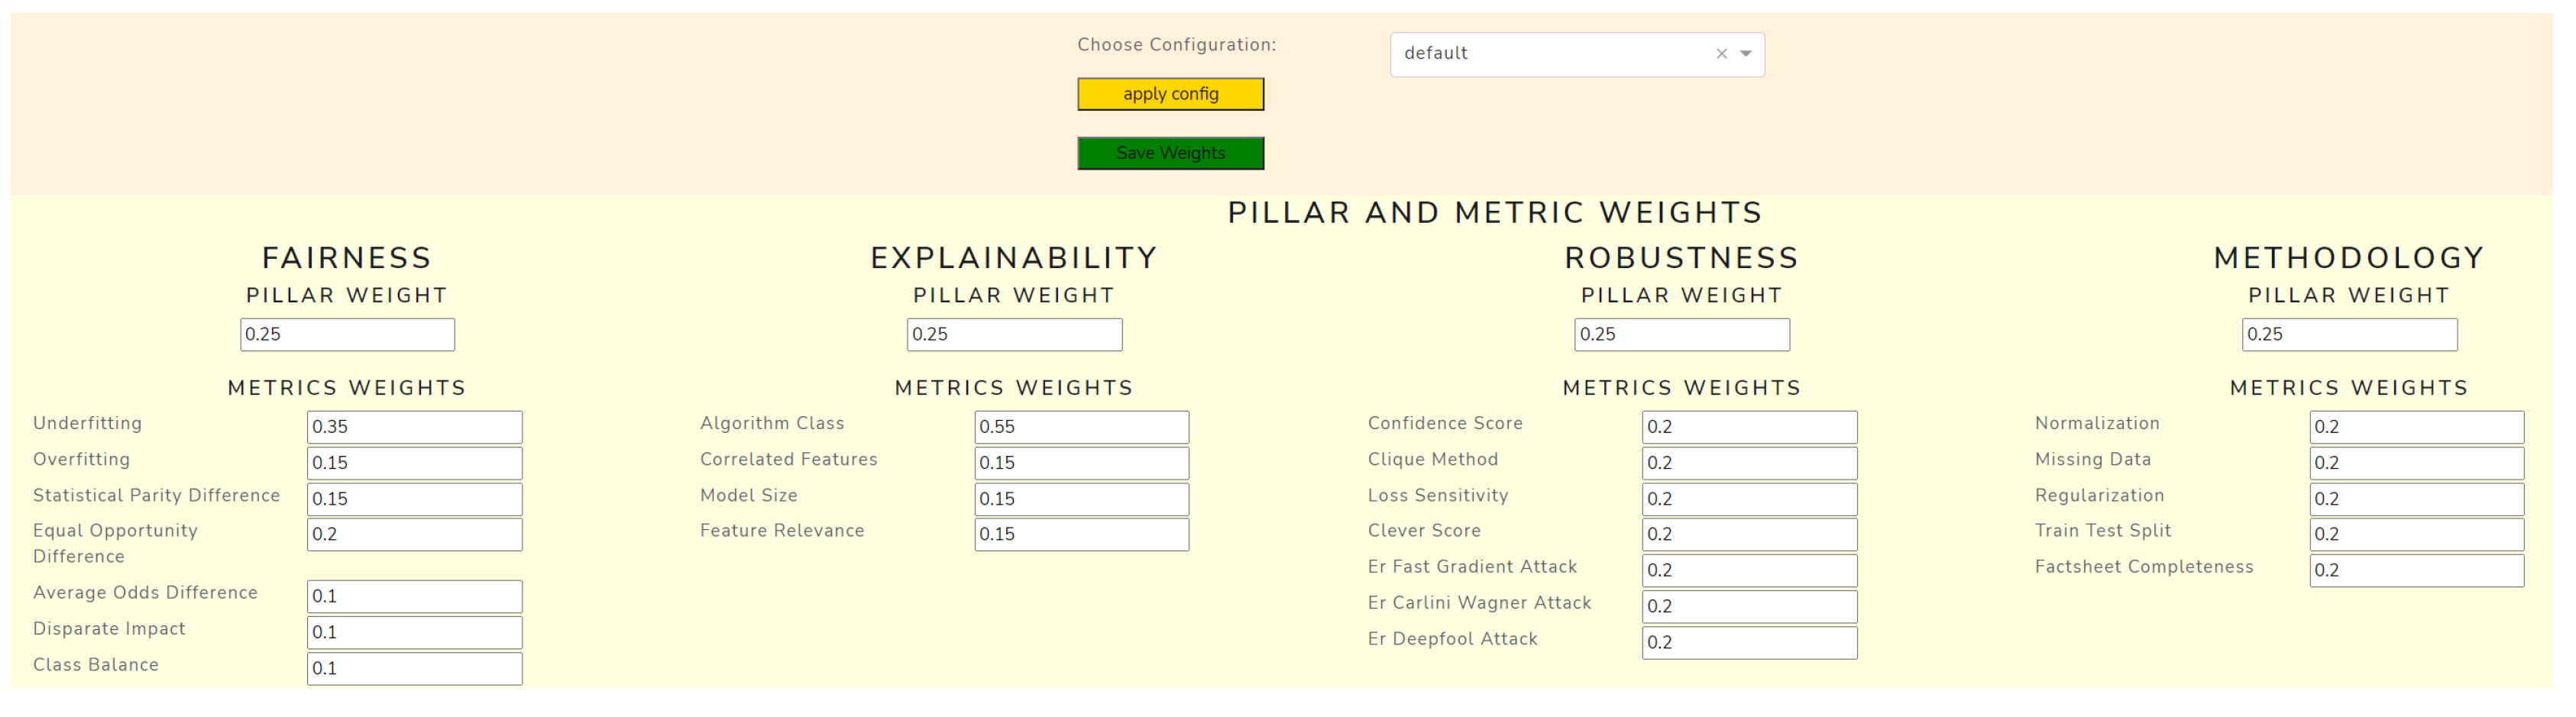 Choose Configuration:
default
apply config
Save Weights
PILLAR AND METRIC WEIGHTS
FAIRNESS
PILLAR WEIGHT
0.25
METRICS WEIGHTS
Underfitting 0.35
Overfitting 0.15
Statistical Parity Difference 0.15
Equal Opportunity 0.2
Difference
Average Odds Difference 0.1
Disparate Impact 0.1
Class Balance 0.1
EXPLAINABILITY
PILLAR WEIGHT
0.25
METRICS WEIGHTS
Algorithm Class 0.55
Correlated Features 0.15
Model Size 0.15
Feature Relevance 0.15
ROBUSTNESS
PILLAR WEIGHT
0.25
METRICS WEIGHTS
Confidence Score 0.2
Clique Method 0.2
Loss Sensitivity 0.2
Clever Score 0.2
Er Fast Gradient Attack 0.2
Er Carlini Wagner Attack 0.2
Er Deepfool Attack 0.2
METHODOLOGY
PILLAR WEIGHT
0.25
METRICS WEIGHTS
Normalization 0.2
Missing Data 0.2
Regularization 0.2
Train Test Split 0.2
Factsheet Completeness 0.2